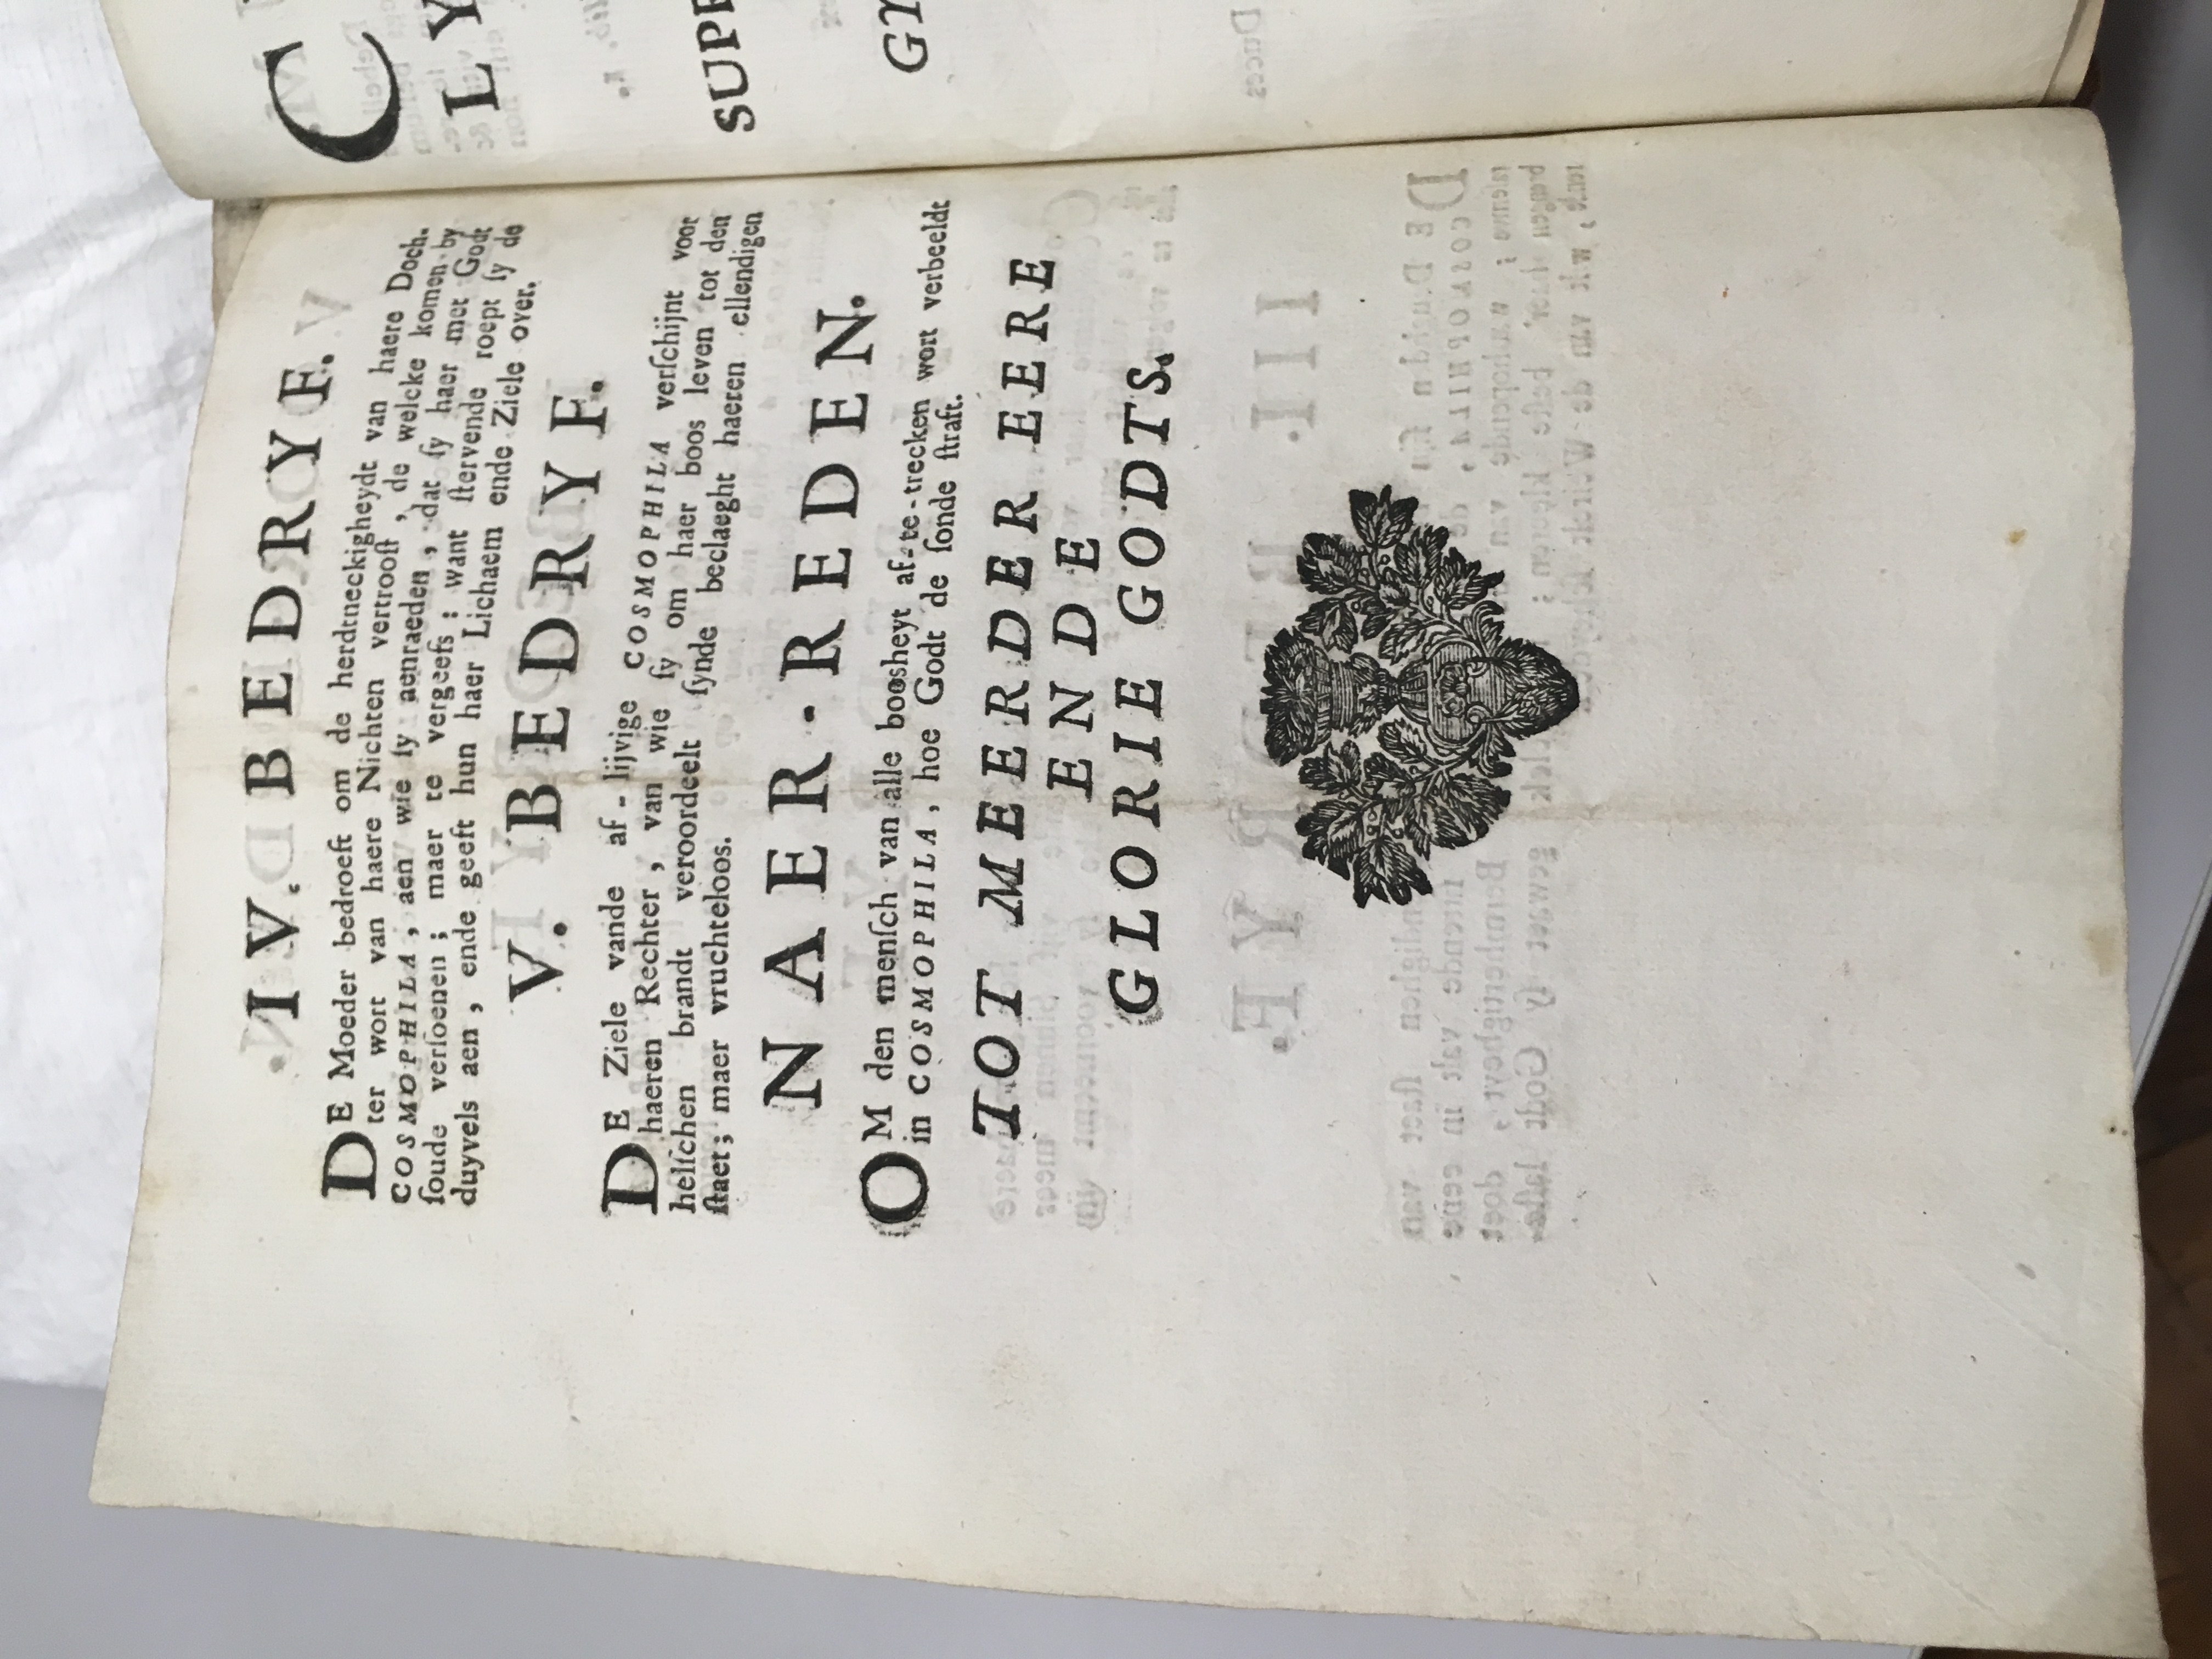 IV. BEDRYF.
DE Moeder bedroeft om de herdtneckigheydt van haere Doch-
ter wort van haere Nichten vertrooſt, de welcke komen by
COSMOPHILA, aen wie ſy aenraeden, dat ſy haer met Godt
ſoude verſoenen; maer te vergeefs: want ſtervende roept ſy de
duyvels aen, ende geeft hun haer Lichaem ende Ziele over.
V. BEDRYF.
DE Ziele vande af-lijvige COSMOPHILA verſchijnt voor
haeren Rechter, van wie ſy om haer boos leven tot den
helſchen brandt veroordeelt ſynde beclaeght haeren ellendigen
ſtaet; maer vruchteloos.
NAER-REDEN.
OM den menſch van alle boosheyt af-te-trecken wort verbeeldt
in COSMOPHILA, hoe Godt de ſonde ſtraft.
TOT MEERDER EERE
ENDE
GLORIE GODTS.
C
LY
SUPE
GY